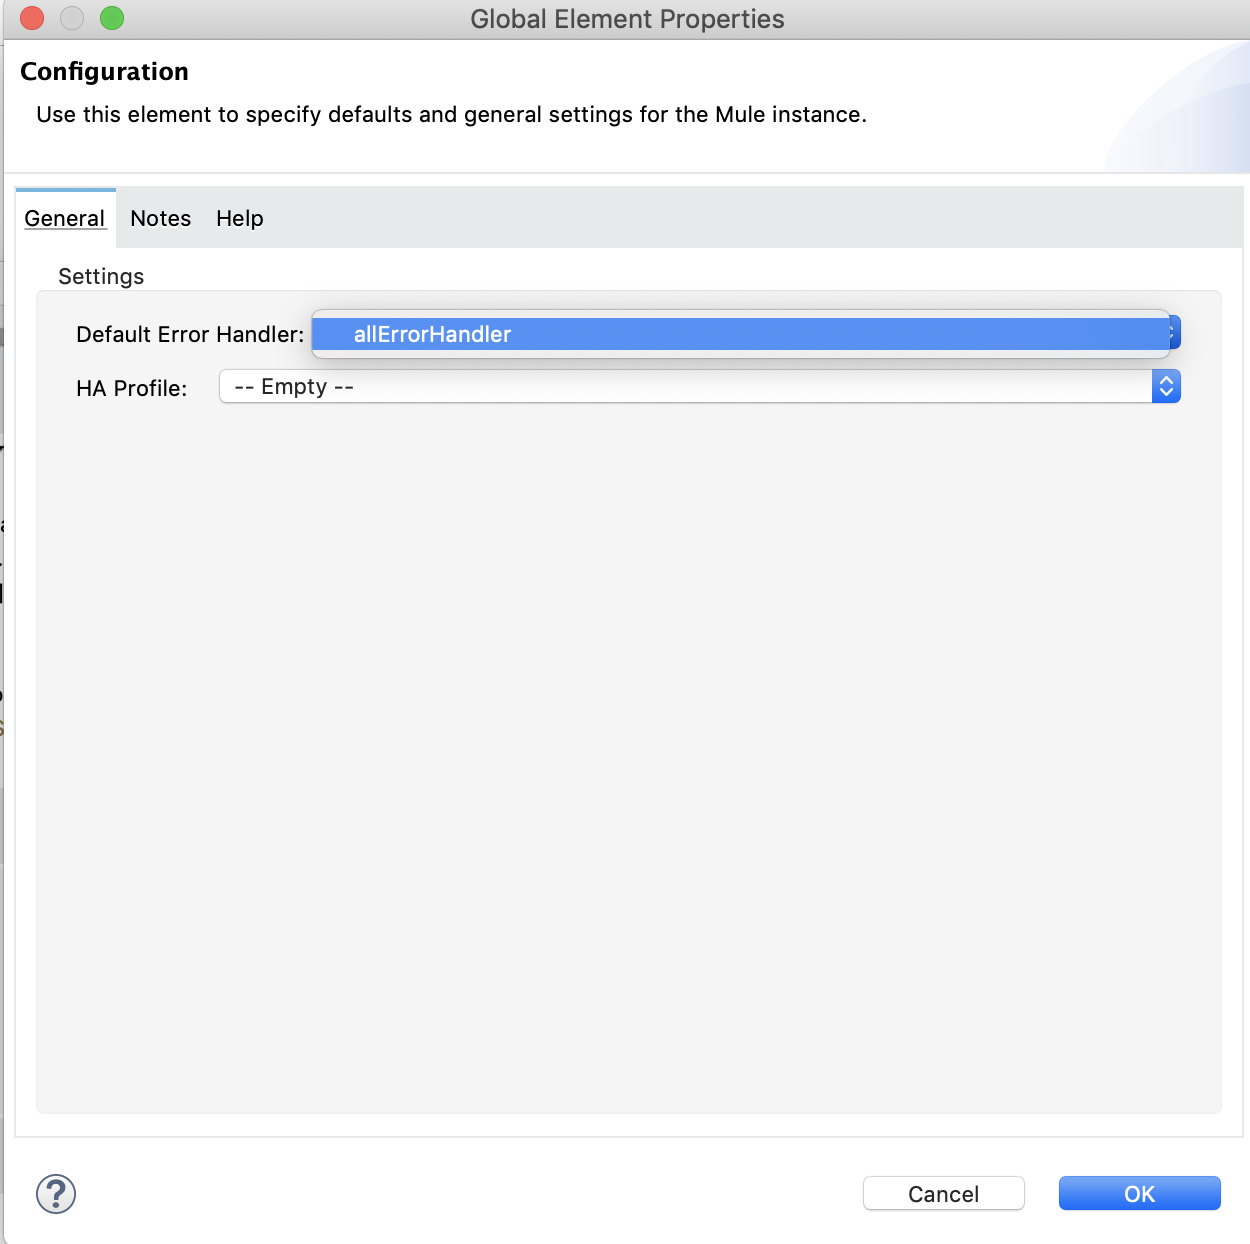 Global Element Properties
Configuration
Use this element to specify defaults and general settings for the Mule instance.
General Notes Help
Settings
Default Error Handler: allErrorHandler
HA Profile: -- Empty --
?
Cancel OK